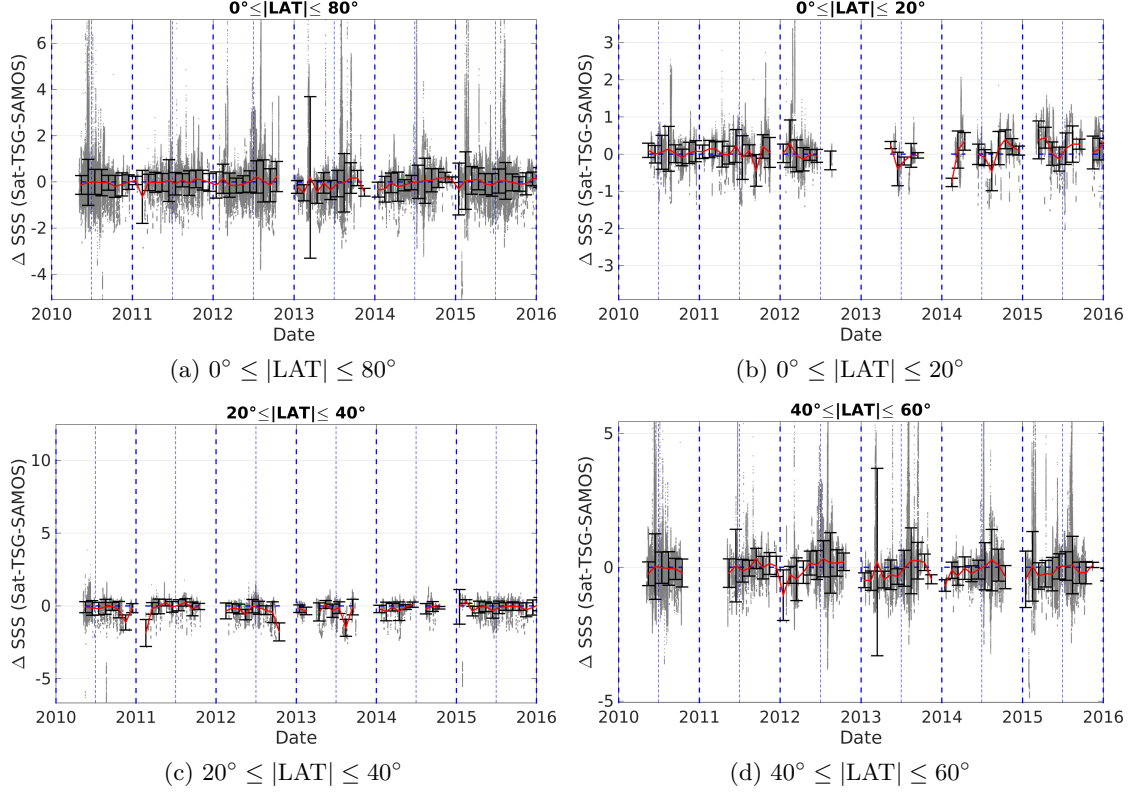 0°≤|LAT|≤ 80°
6
4
2
0
-2
-4
Δ SSS (Sat-TSG-SAMOS)
2010 2011 2012 2013 2014 2015 2016
Date
(a) 0° ≤ |LAT| ≤ 80°
0°≤|LAT|≤ 20°
3
2
1
0
-1
-2
-3
Δ SSS (Sat-TSG-SAMOS)
2010 2011 2012 2013 2014 2015 2016
Date
(b) 0° ≤ |LAT| ≤ 20°
20°≤|LAT|≤ 40°
10
5
0
-5
Δ SSS (Sat-TSG-SAMOS)
2010 2011 2012 2013 2014 2015 2016
Date
(c) 20° ≤ |LAT| ≤ 40°
40°≤|LAT|≤ 60°
5
0
-5
Δ SSS (Sat-TSG-SAMOS)
2010 2011 2012 2013 2014 2015 2016
Date
(d) 40° ≤ |LAT| ≤ 60°